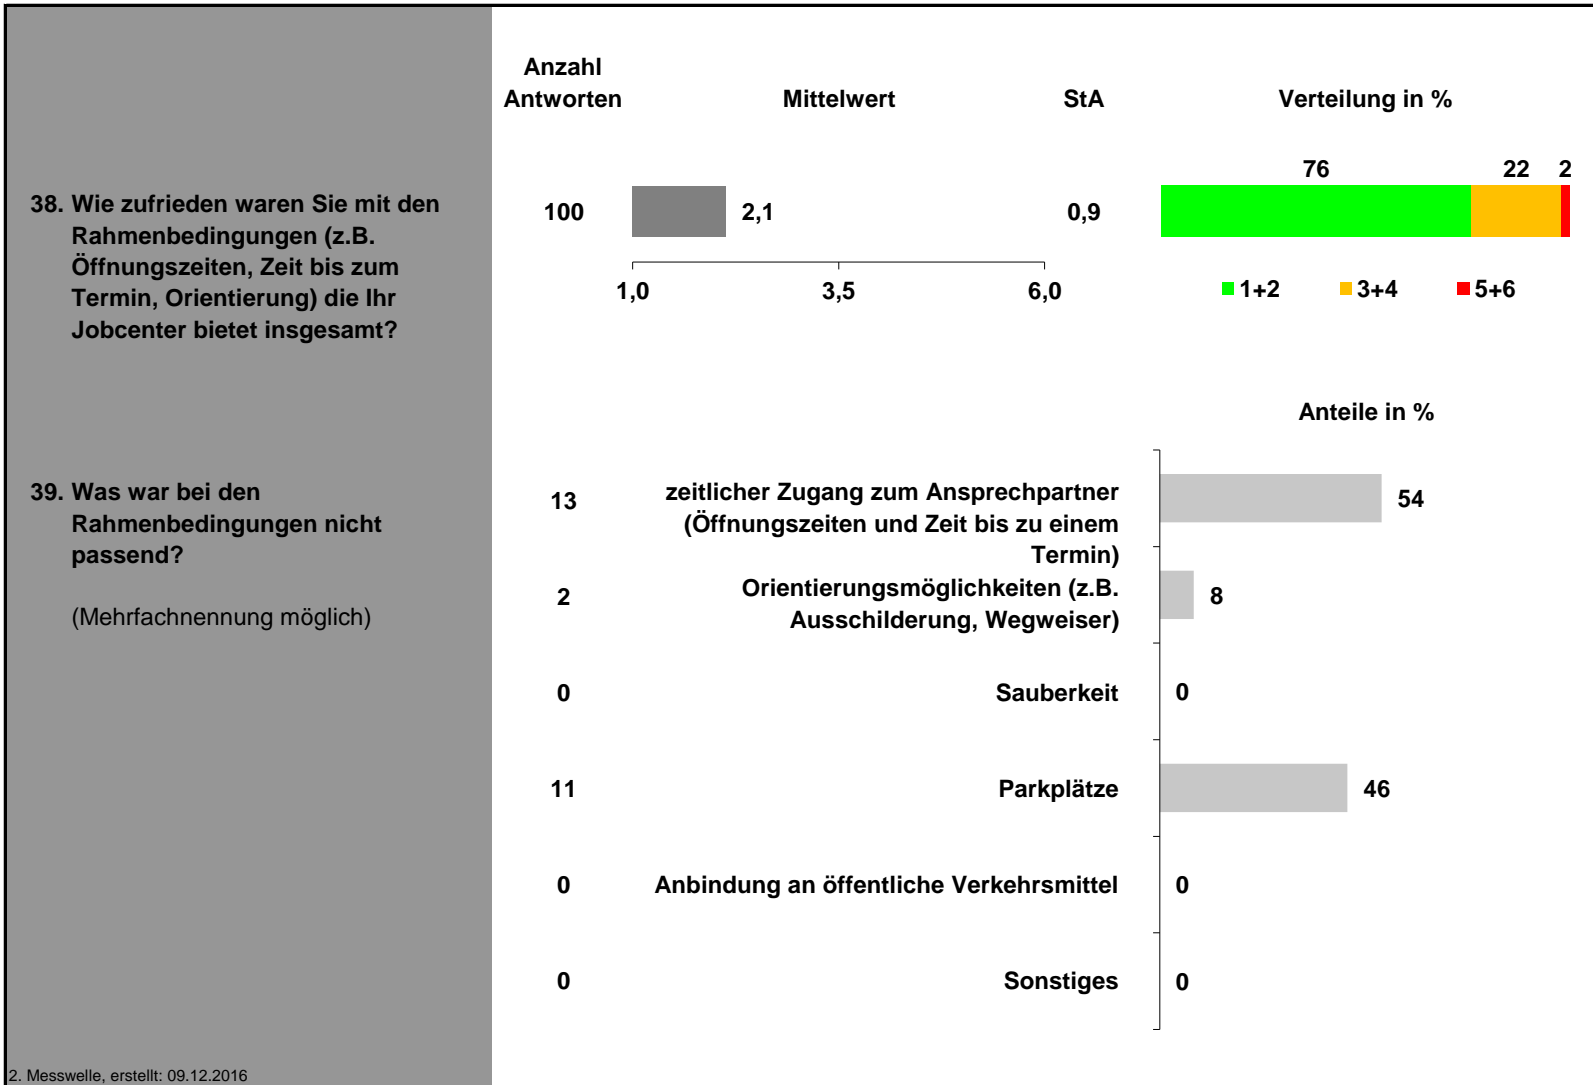 Anzahl
Antworten
Mittelwert
StA
Verteilung in %
38. Wie zufrieden waren Sie mit den
Rahmenbedingungen (z.B.
Öffnungszeiten, Zeit bis zum
Termin, Orientierung) die Ihr
Jobcenter bietet insgesamt?
100
2,1
0,9
76 22 2
1,0 3,5 6,0
1+2 3+4 5+6
Anteile in %
39. Was war bei den
Rahmenbedingungen nicht
passend?
(Mehrfachnennung möglich)
13
zeitlicher Zugang zum Ansprechpartner
(Öffnungszeiten und Zeit bis zu einem
Termin)
54
2
Orientierungsmöglichkeiten (z.B.
Ausschilderung, Wegweiser)
8
0 Sauberkeit 0
11 Parkplätze 46
0 Anbindung an öffentliche Verkehrsmittel 0
0 Sonstiges 0
2. Messwelle, erstellt: 09.12.2016